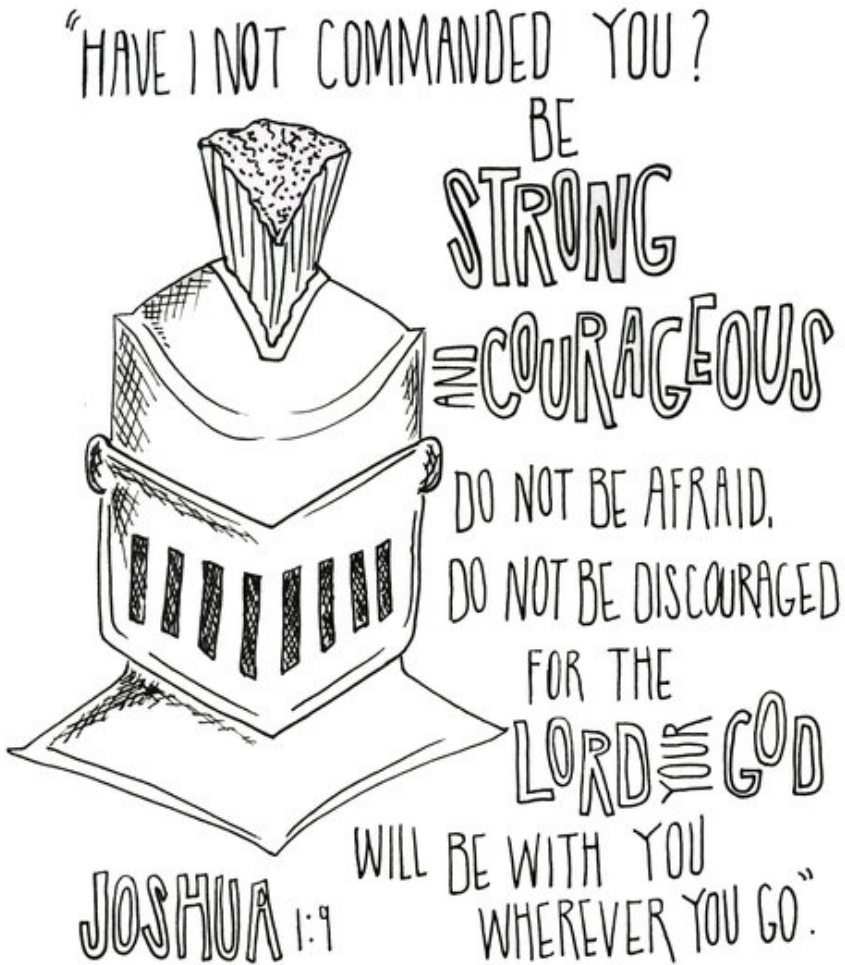 "HAVE I NOT COMMANDED YOU?
BE
STRONG
AND COURAGEOUS
DO NOT BE AFRAID.
DO NOT BE DISCOURAGED
FOR THE
LORD YOUR GOD
WILL BE WITH YOU
WHEREVER YOU GO".
JOSHUA 1:9